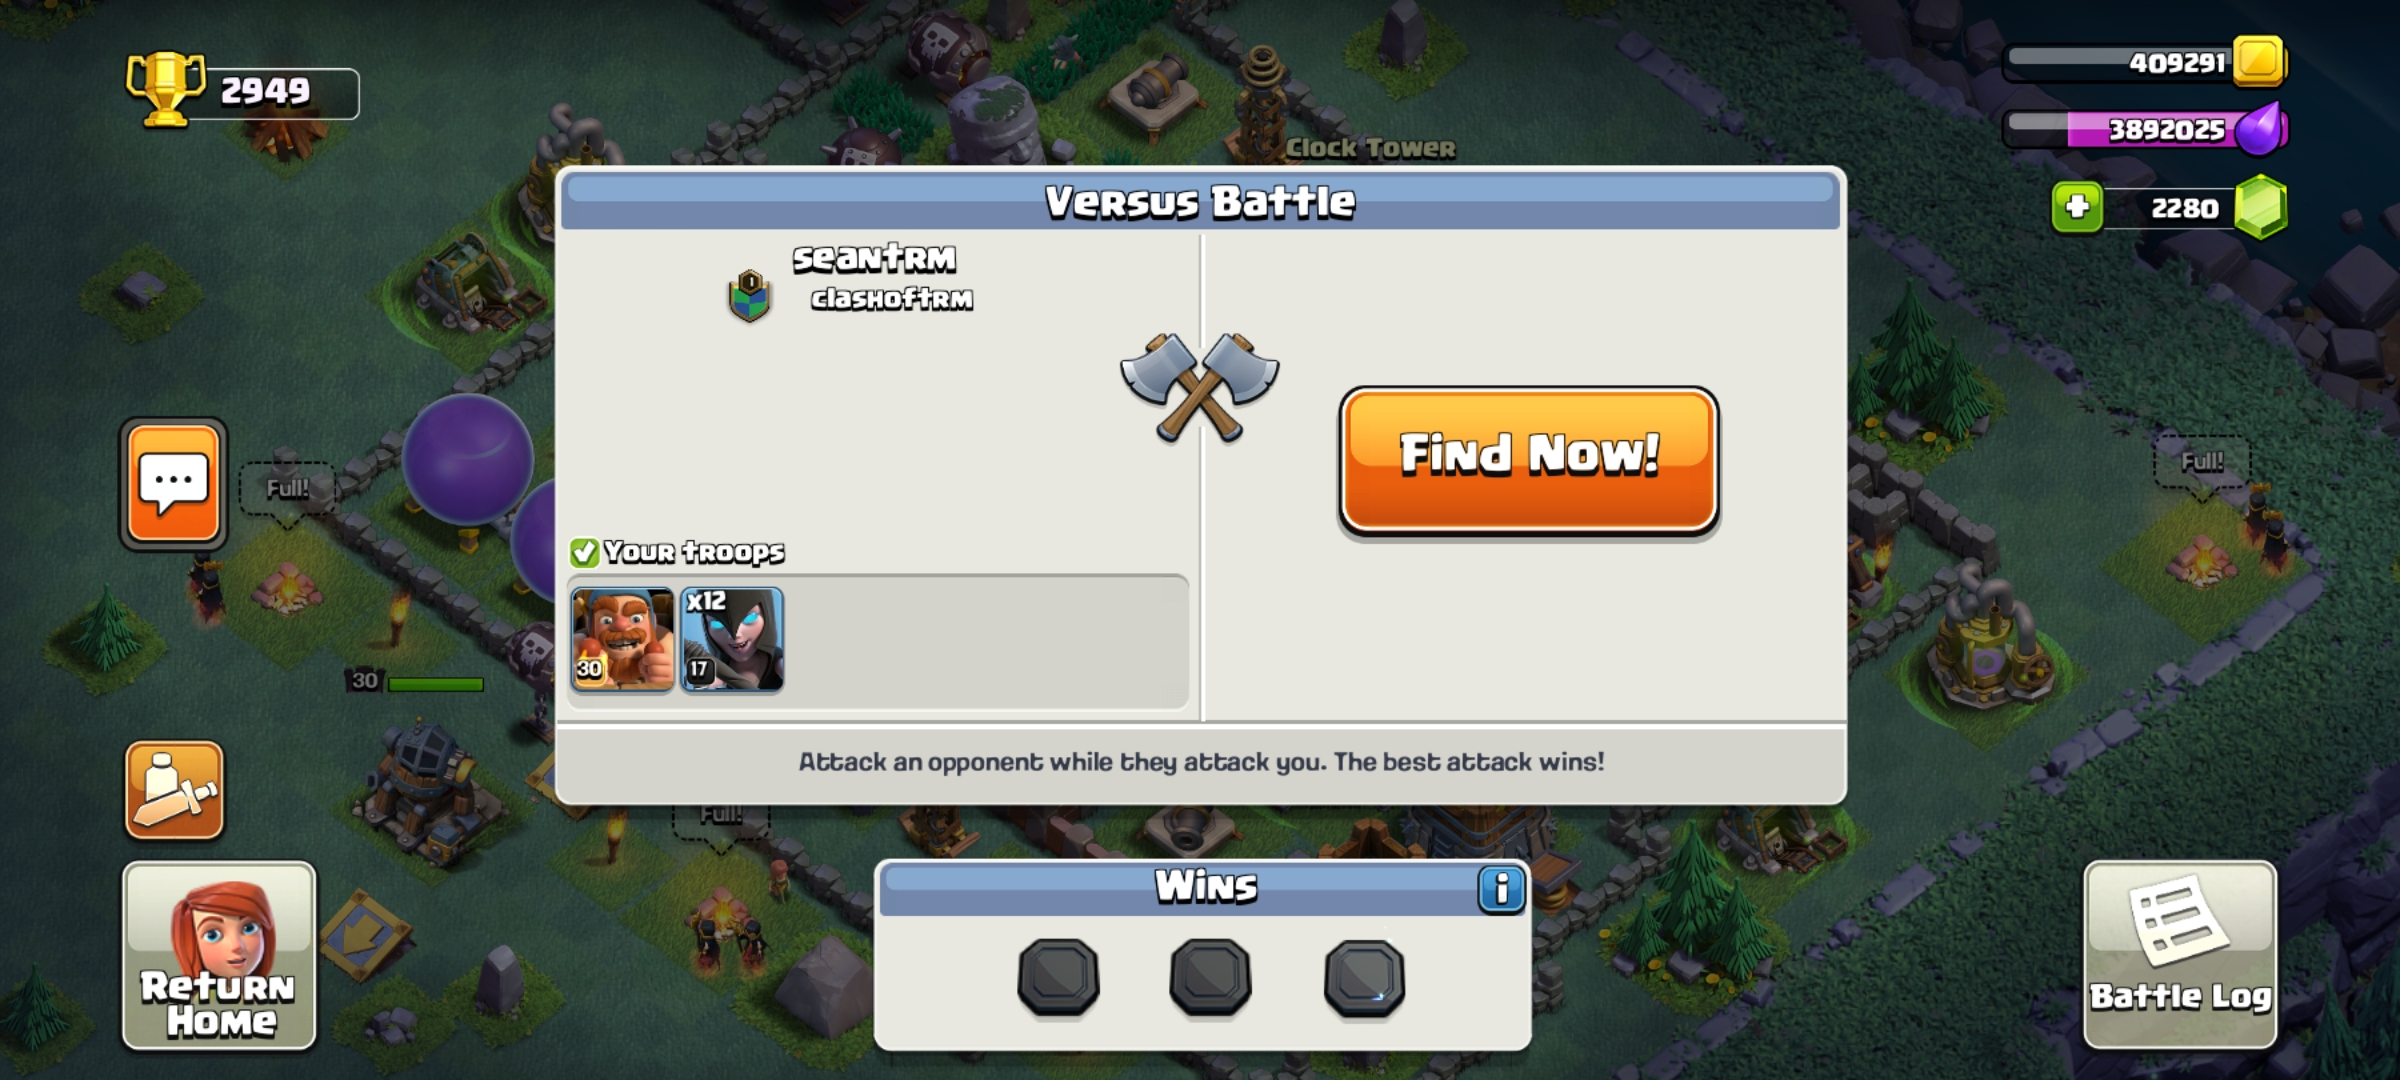 2949
409291
3892025
2280
Clock Tower
Versus Battle
seantrm
1
clashoftrm
Find Now!
Full!
Full!
Your troops
30
x12
17
30
Attack an opponent while they attack you. The best attack wins!
Full!
Wins
i
Return
Home
Battle Log